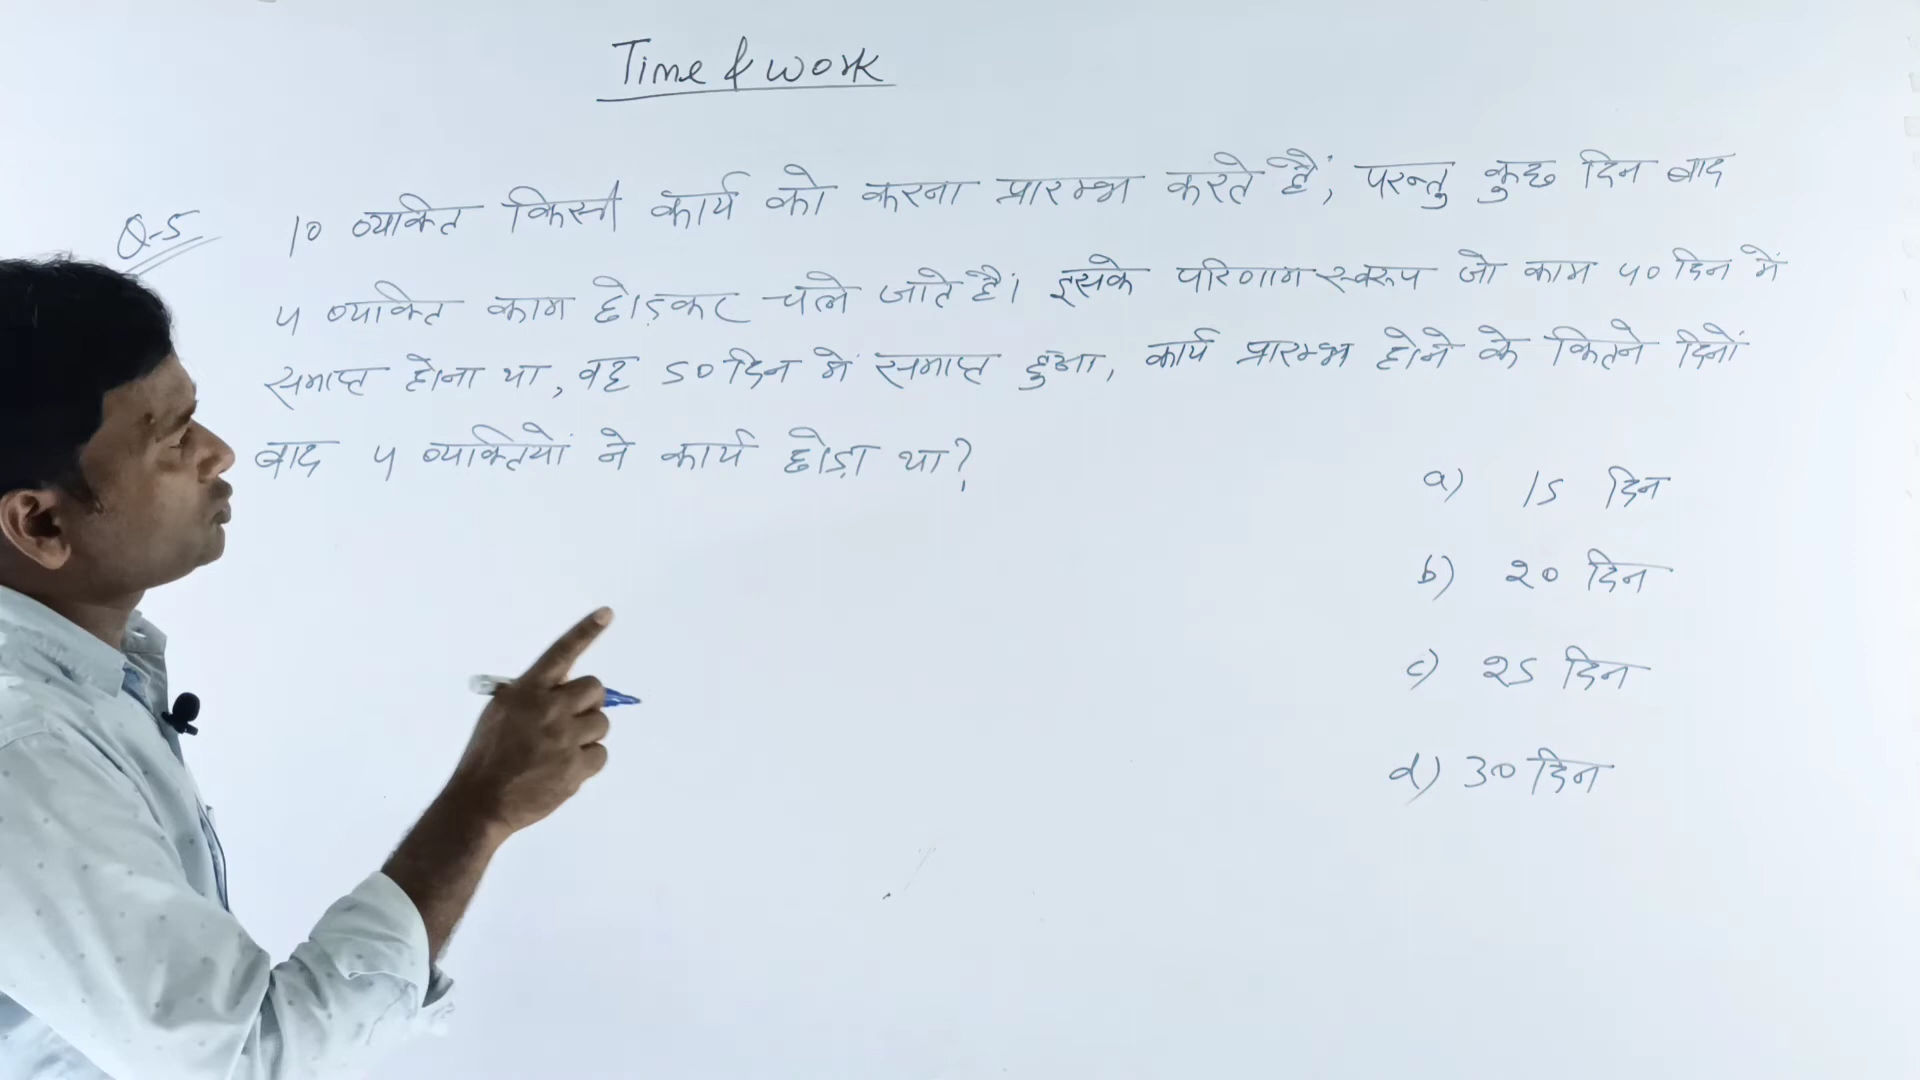 Time & work
Q-5 10 व्यक्ति किसी कार्य को करना प्रारम्भ करते हैं, परन्तु कुछ दिन बाद
4 व्यक्ति काम छोड़कर चले जाते हैं। इसके परिणामस्वरूप जो काम 40 दिन में
समाप्त होना था, वह 50 दिन में समाप्त हुआ, कार्य प्रारम्भ होने के कितने दिनों
बाद 4 व्यक्तियों ने कार्य छोड़ा था?
a) 15 दिन
b) 20 दिन
c) 25 दिन
d) 30 दिन